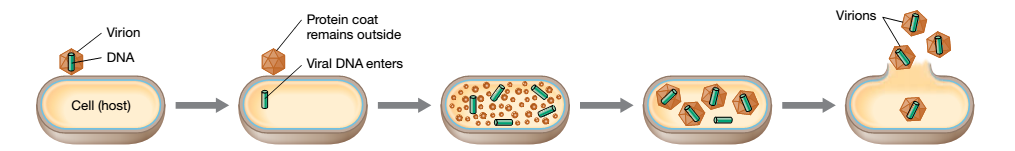 Virion
DNA
Cell (host)
Protein coat
remains outside
Viral DNA enters
Virions